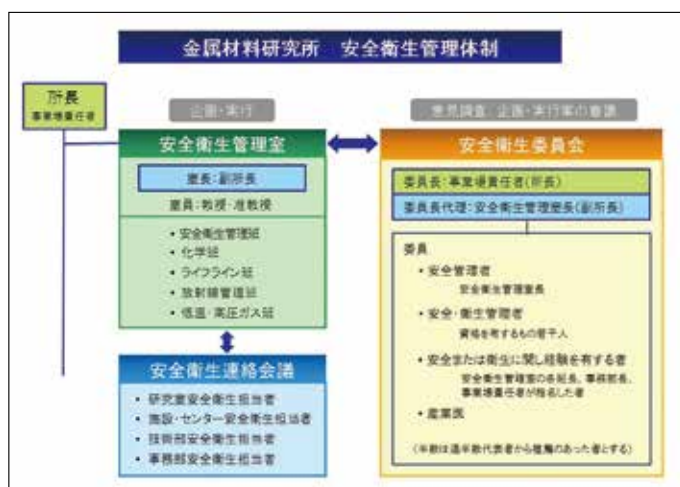 金属材料研究所 安全衛生管理体制
所長
事業場責任者
企画・実行
安全衛生管理室
室長：副所長
室員：教授・准教授
• 安全衛生管理班
• 化学班
• ライフライン班
• 放射線管理班
• 低温・高圧ガス班
安全衛生連絡会議
• 研究室安全衛生担当者
• 施設・センター安全衛生担当者
• 技術部安全衛生担当者
• 事務部安全衛生担当者
意見調査、企画・実行案の審議
安全衛生委員会
委員長：事業場責任者(所長)
委員長代理：安全衛生管理室長(副所長)
委員
• 安全管理者
安全衛生管理室長
• 安全・衛生管理者
資格を有するもの若干人
• 安全または衛生に関し経験を有する者
安全衛生管理室の各班長、事務部長、
事業場責任者が指名した者
• 産業医
(半数は過半数代表者から推薦のあった者とする)